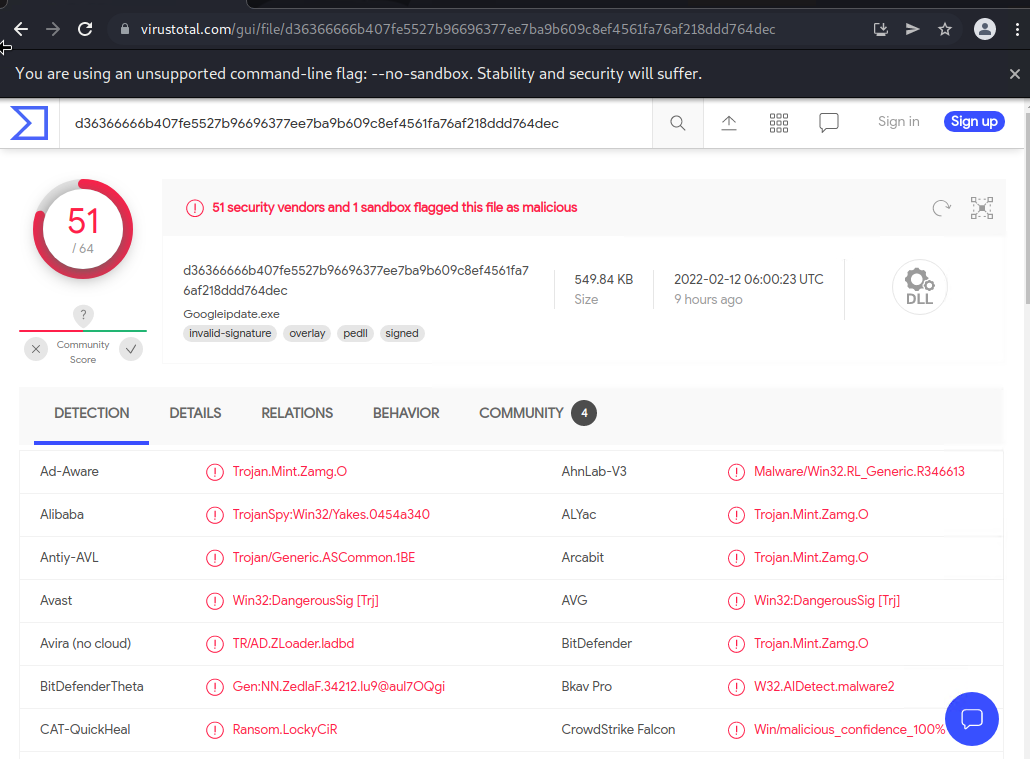 virustotal.com/gui/file/d36366666b407fe5527b96696377ee7ba9b609c8ef4561fa76af218ddd764dec
You are using an unsupported command-line flag: --no-sandbox. Stability and security will suffer.
d36366666b407fe5527b96696377ee7ba9b609c8ef4561fa76af218ddd764dec
Sign in
Sign up
51
/ 64
51 security vendors and 1 sandbox flagged this file as malicious
d36366666b407fe5527b96696377ee7ba9b609c8ef4561fa7
6af218ddd764dec
Googleipdate.exe
invalid-signature overlay pedll signed
549.84 KB
Size
2022-02-12 06:00:23 UTC
9 hours ago
DLL
?
Community
Score
DETECTION DETAILS RELATIONS BEHAVIOR COMMUNITY 4
Ad-Aware Trojan.Mint.Zamg.O AhnLab-V3 Malware/Win32.RL_Generic.R346613
Alibaba TrojanSpy:Win32/Yakes.0454a340 ALYac Trojan.Mint.Zamg.O
Antiy-AVL Trojan/Generic.ASCommon.1BE Arcabit Trojan.Mint.Zamg.O
Avast Win32:DangerousSig [Trj] AVG Win32:DangerousSig [Trj]
Avira (no cloud) TR/AD.ZLoader.ladbd BitDefender Trojan.Mint.Zamg.O
BitDefenderTheta Gen:NN.ZedlaF.34212.lu9@aul7OQgi Bkav Pro W32.AIDetect.malware2
CAT-QuickHeal Ransom.LockyCiR CrowdStrike Falcon Win/malicious_confidence_100%